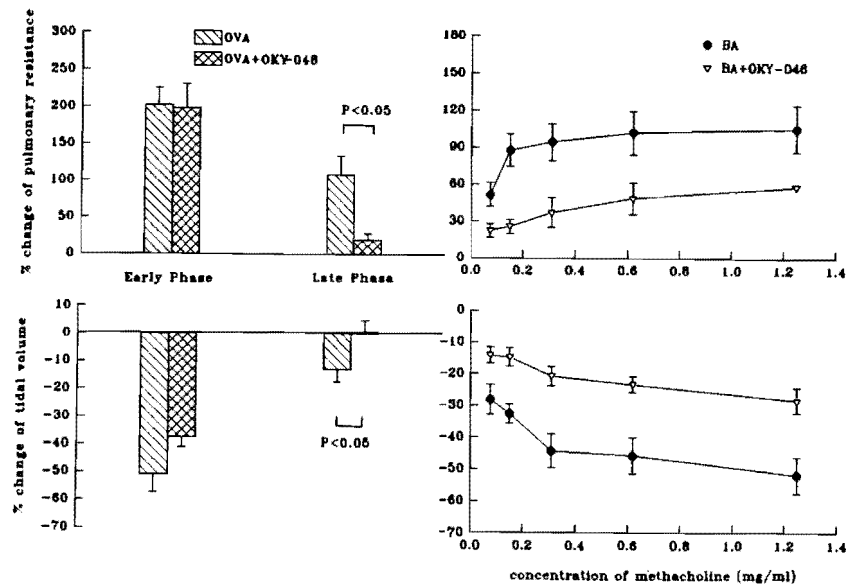 % change of pulmonary resistance
300
250
200
150
100
50
0
OVA
OVA+OKY-046
P<0.05
Early Phase
Late Phase
180
150
120
90
60
30
0
BA
BA+OKY-046
0.0 0.2 0.4 0.6 0.8 1.0 1.2 1.4
% change of tidal volume
10
0
-10
-20
-30
-40
-50
-60
-70
P<0.05
0
-10
-20
-30
-40
-50
-60
-70
0.0 0.2 0.4 0.6 0.8 1.0 1.2 1.4
concentration of methacholine (mg/ml)